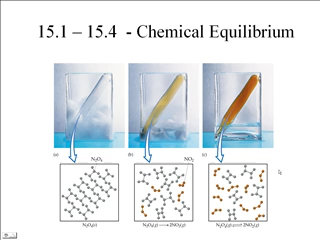 15.1 – 15.4 - Chemical Equilibrium
(a) (b) (c)
N₂O₄ NO₂
N₂O₄(s) N₂O₄(g) ⟶ 2NO₂(g) N₂O₄(g) ⇌ 2NO₂(g)